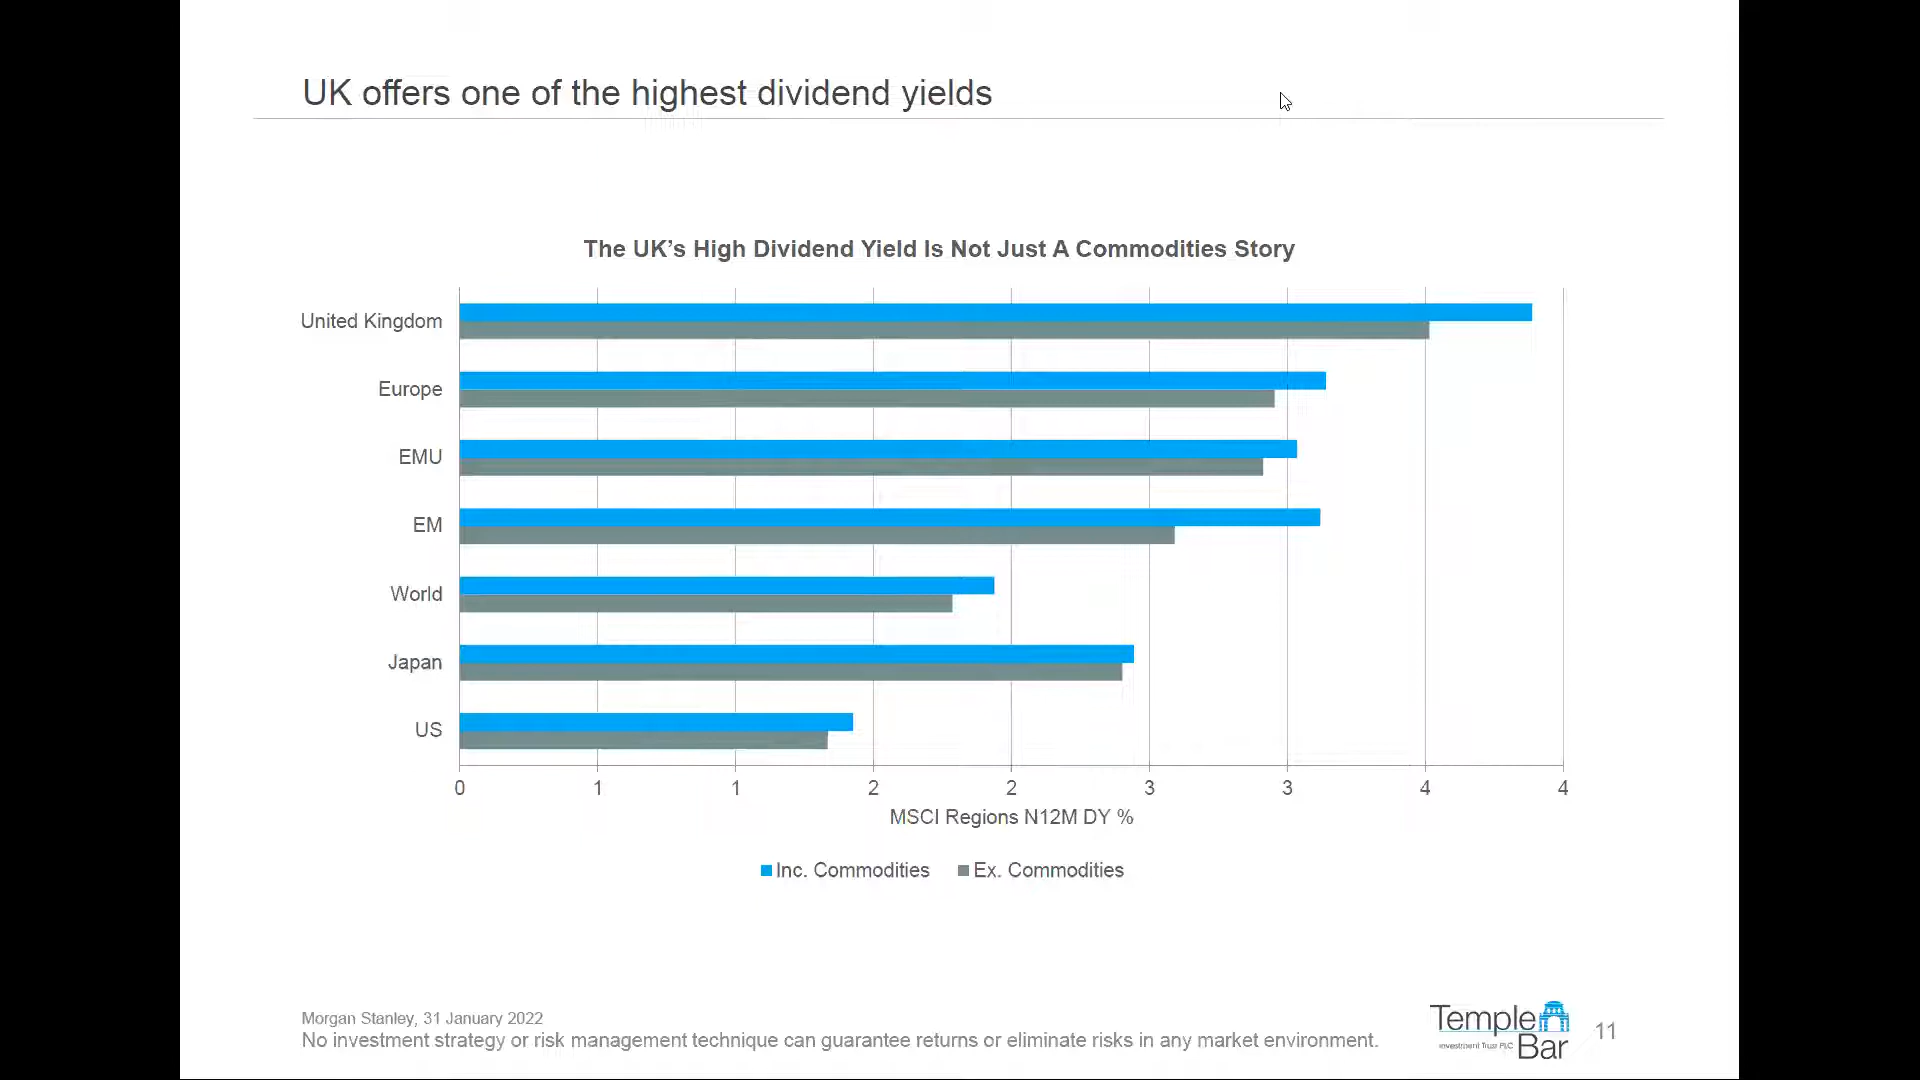 UK offers one of the highest dividend yields
The UK’s High Dividend Yield Is Not Just A Commodities Story
United Kingdom
Europe
EMU
EM
World
Japan
US
0 1 1 2 2 3 3 4 4
MSCI Regions N12M DY %
Inc. Commodities Ex. Commodities
Morgan Stanley, 31 January 2022
No investment strategy or risk management technique can guarantee returns or eliminate risks in any market environment.
Temple
Investment Trust PLC Bar
11